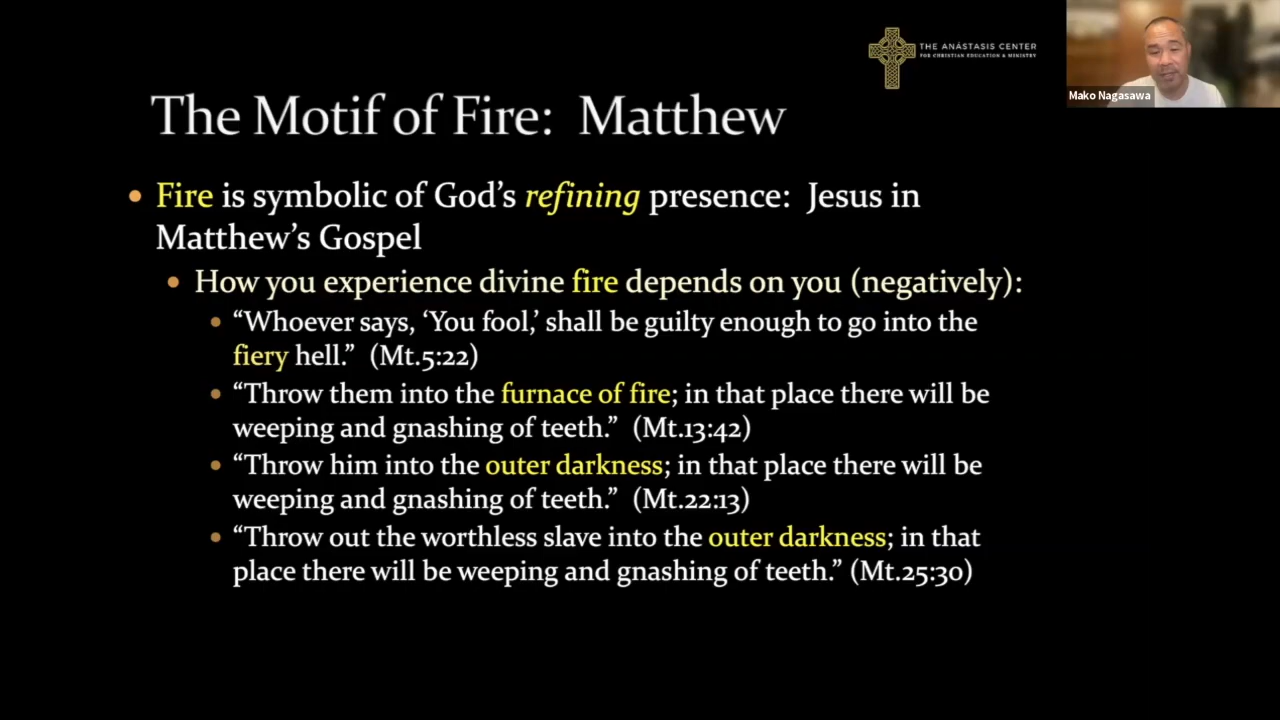 THE ANÁSTASIS CENTER
FOR CHRISTIAN EDUCATION & MINISTRY
Mako Nagasawa
The Motif of Fire: Matthew
• Fire is symbolic of God’s refining presence: Jesus in
Matthew’s Gospel
• How you experience divine fire depends on you (negatively):
• “Whoever says, ‘You fool,’ shall be guilty enough to go into the
fiery hell.” (Mt.5:22)
• “Throw them into the furnace of fire; in that place there will be
weeping and gnashing of teeth.” (Mt.13:42)
• “Throw him into the outer darkness; in that place there will be
weeping and gnashing of teeth.” (Mt.22:13)
• “Throw out the worthless slave into the outer darkness; in that
place there will be weeping and gnashing of teeth.” (Mt.25:30)